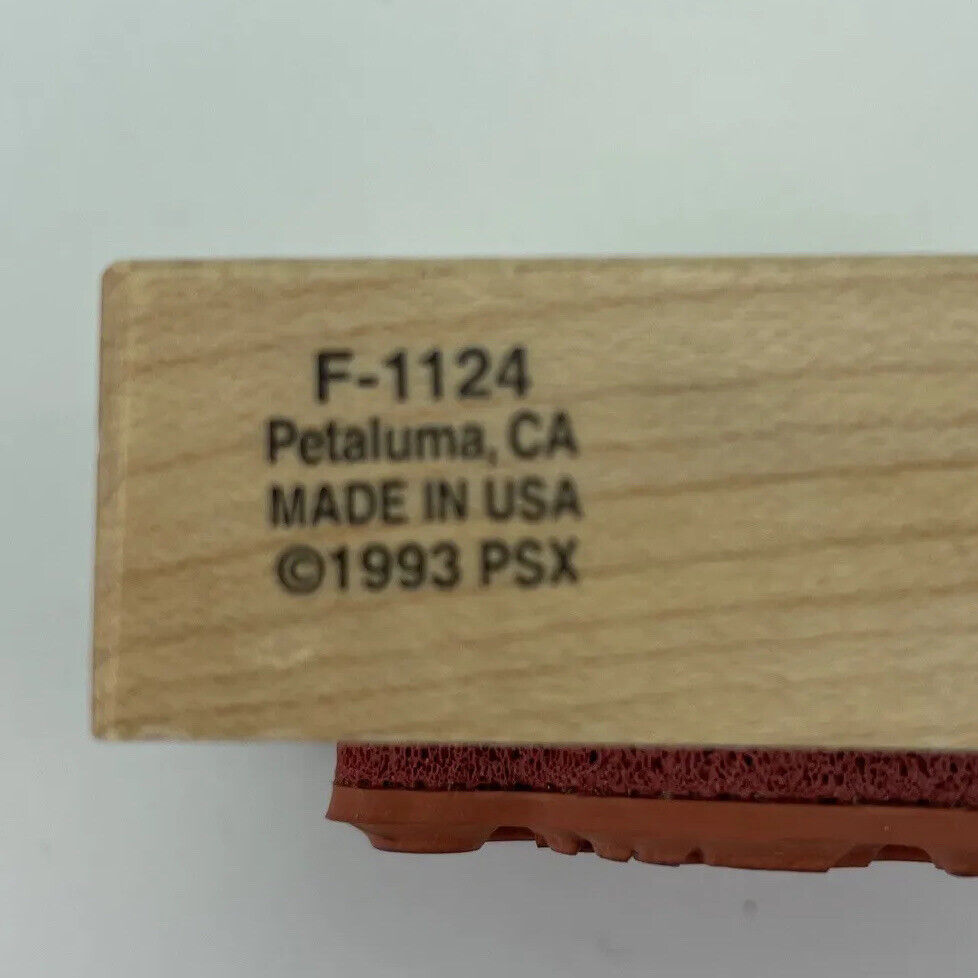 F-1124
Petaluma, CA
MADE IN USA
©1993 PSX